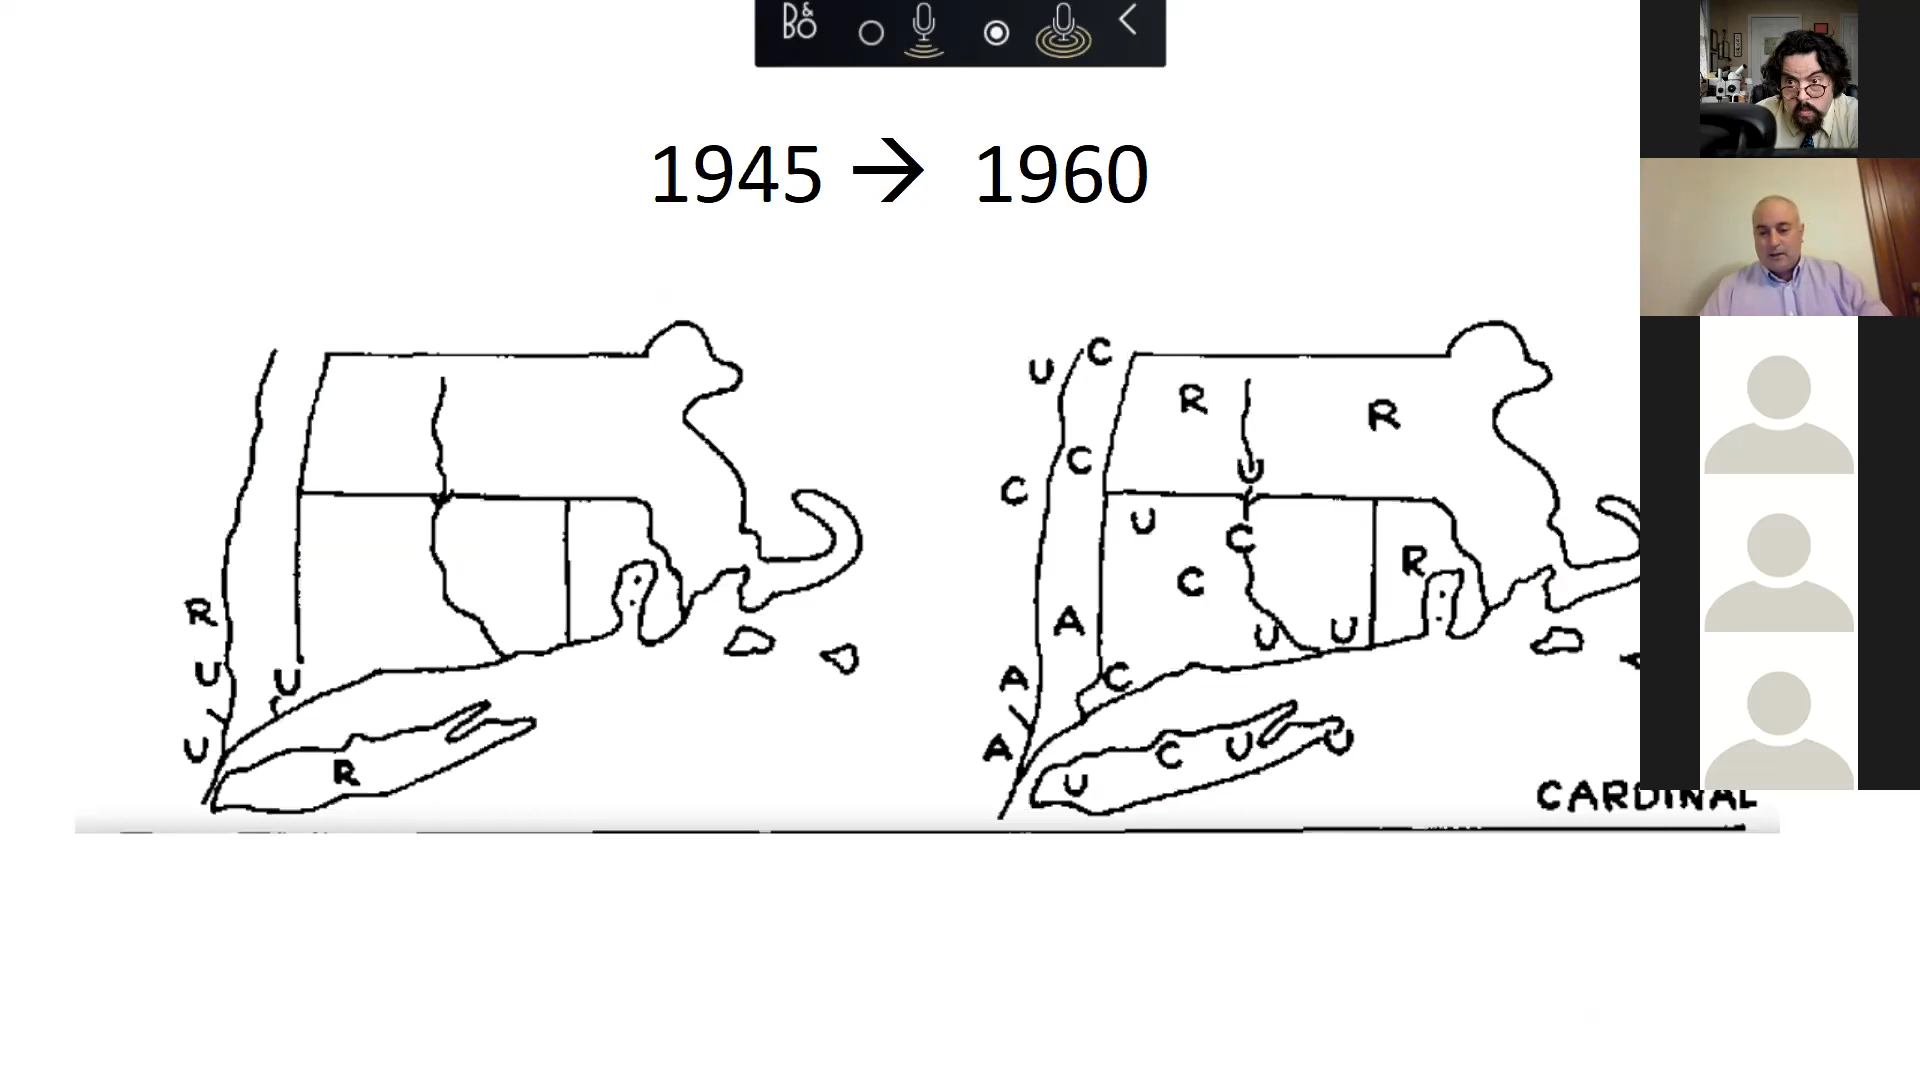 B&O
1945 → 1960
R
U
U
U
R
U C
R R
C
C U
U
C
C
R
A
U U
A C
A
C U U
U
CARDINAL